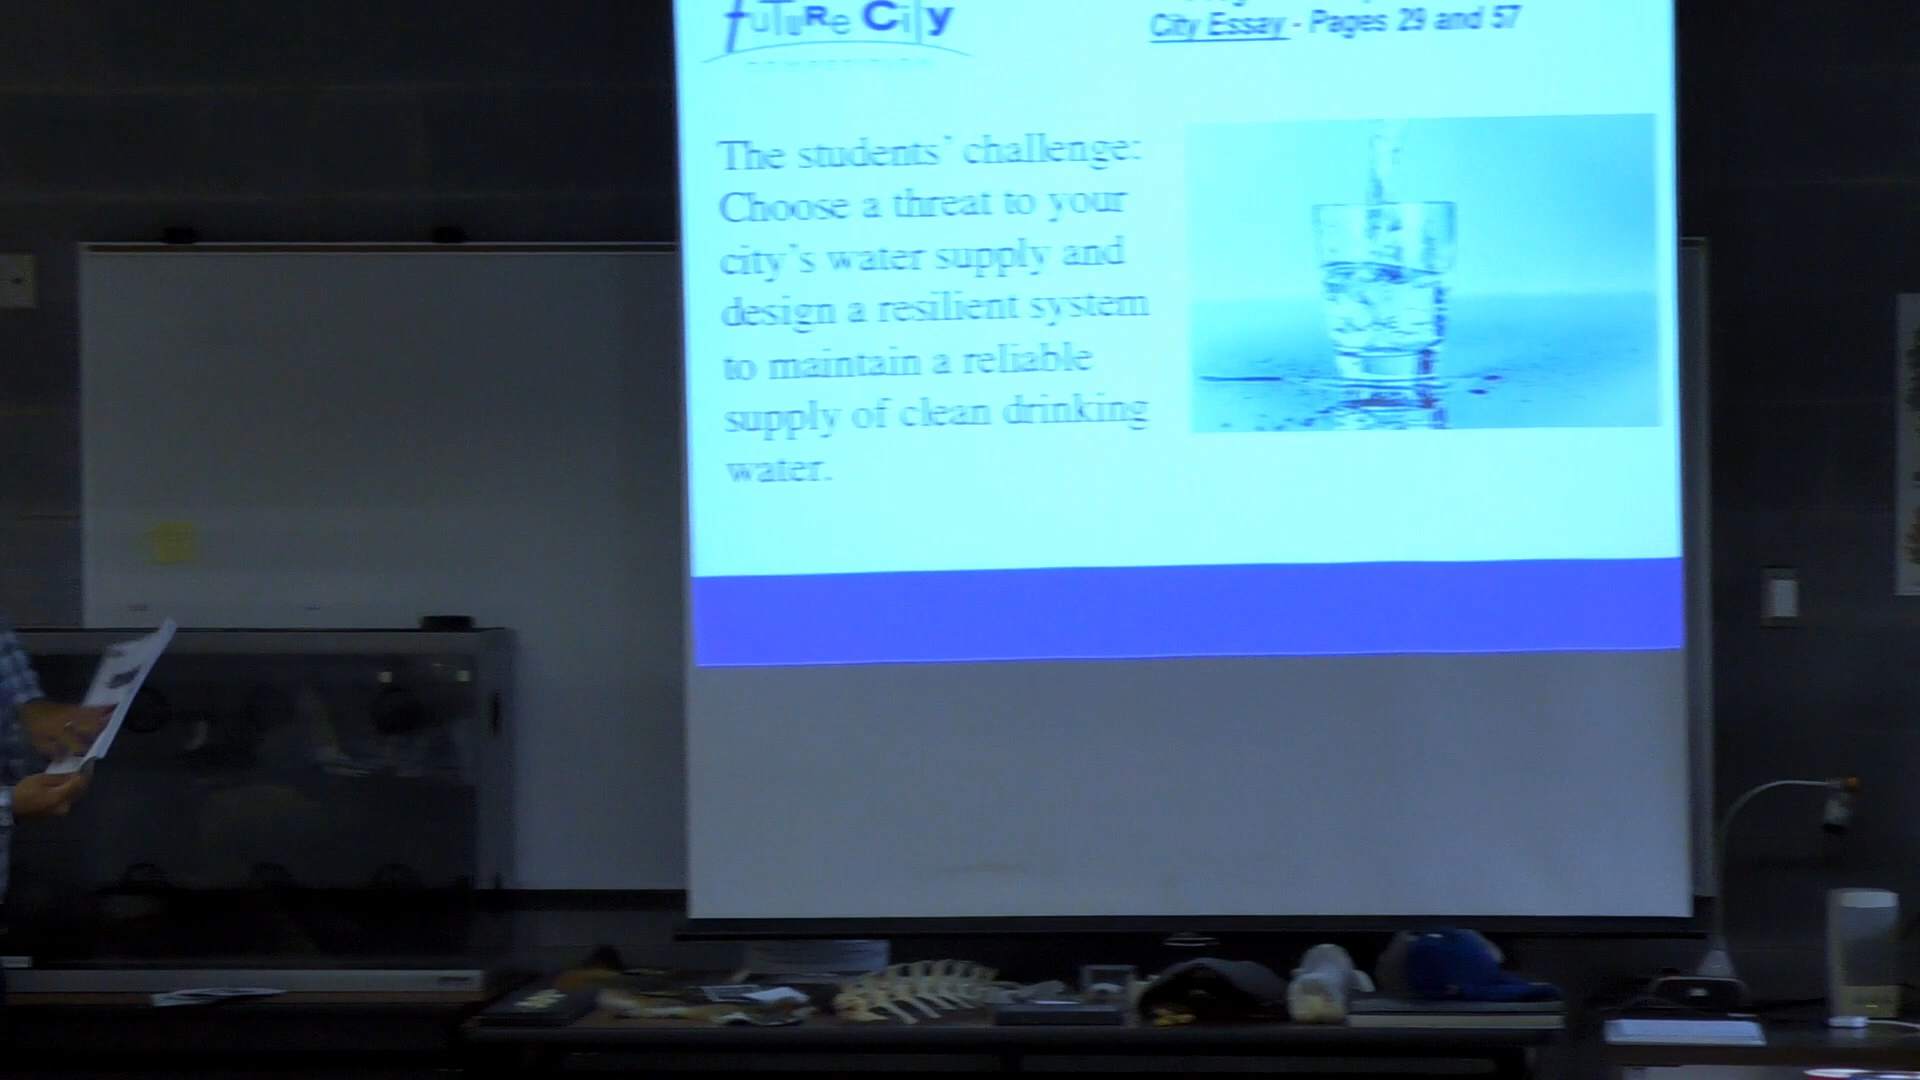 Future City
City Essay - Pages 29 and 57
The students' challenge:
Choose a threat to your
city's water supply and
design a resilient system
to maintain a reliable
supply of clean drinking
water.